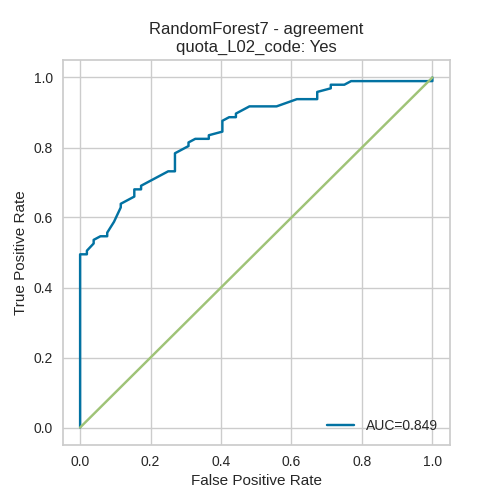 RandomForest7 - agreement
quota_L02_code: Yes
1.0
0.8
0.6
0.4
0.2
0.0
True Positive Rate
AUC=0.849
0.0 0.2 0.4 0.6 0.8 1.0
False Positive Rate